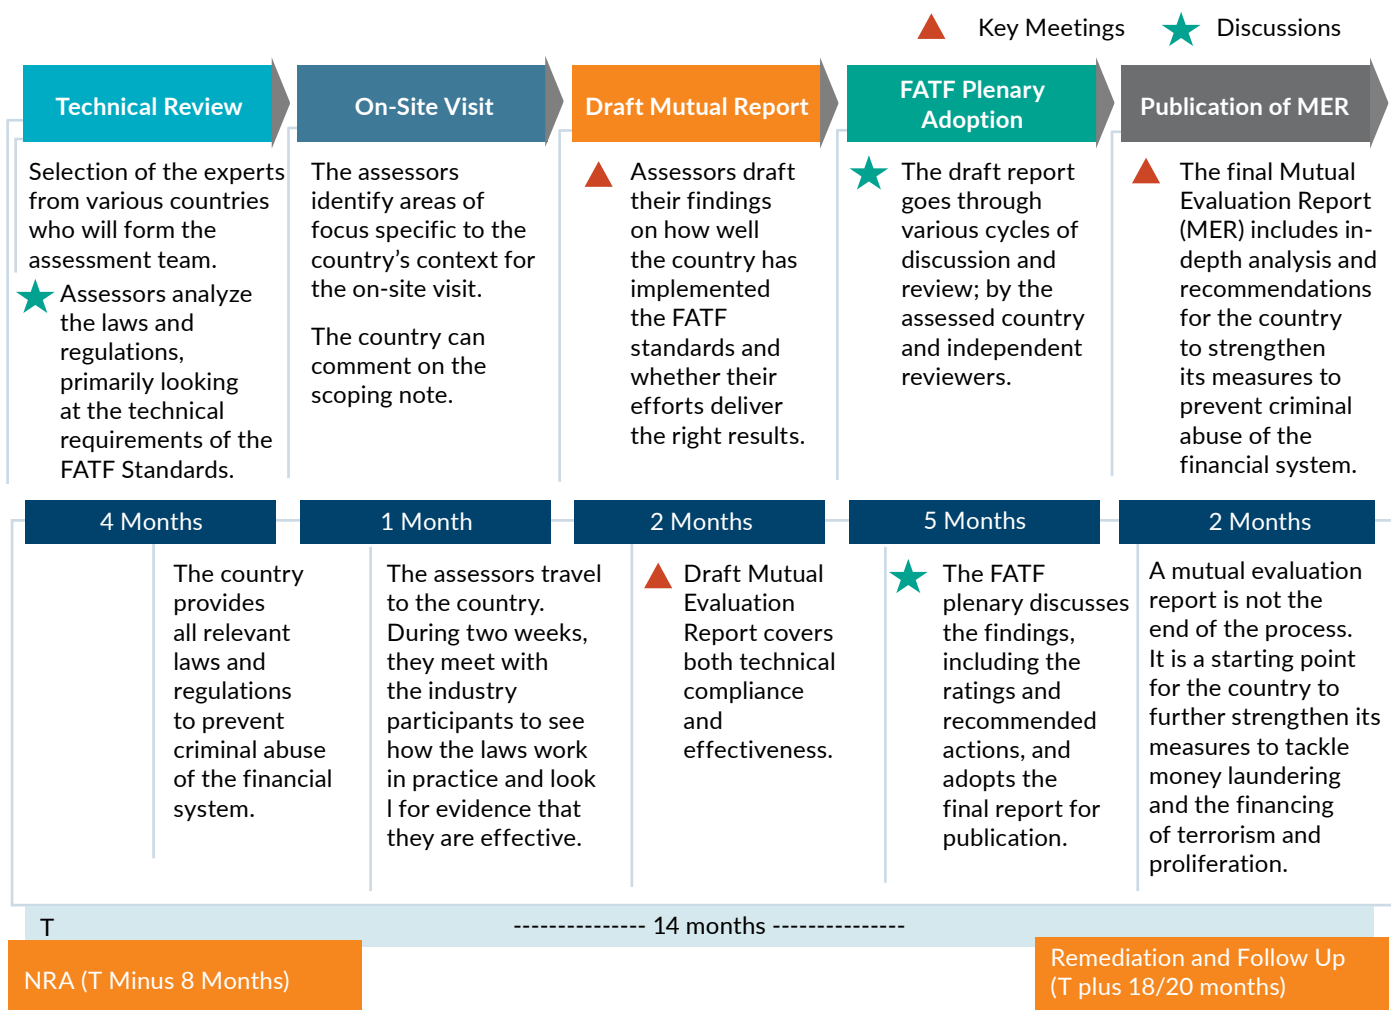 Key Meetings
Discussions
Technical Review
On-Site Visit
Draft Mutual Report
FATF Plenary
Adoption
Publication of MER
Selection of the experts
from various countries
who will form the
assessment team.
Assessors analyze
the laws and
regulations,
primarily looking
at the technical
requirements of the
FATF Standards.
The assessors
identify areas of
focus specific to the
country's context for
the on-site visit.
The country can
comment on the
scoping note.
Assessors draft
their findings
on how well
the country has
implemented
the FATF
standards and
whether their
efforts deliver
the right results.
The draft report
goes through
various cycles of
discussion and
review; by the
assessed country
and independent
reviewers.
The final Mutual
Evaluation Report
(MER) includes in-
depth analysis and
recommendations
for the country
to strengthen
its measures to
prevent criminal
abuse of the
financial system.
4 Months
1 Month
2 Months
5 Months
2 Months
The country
provides
all relevant
laws and
regulations
to prevent
criminal abuse
of the financial
system.
The assessors travel
to the country.
During two weeks,
they meet with
the industry
participants to see
how the laws work
in practice and look
l for evidence that
they are effective.
Draft Mutual
Evaluation
Report covers
both technical
compliance
and
effectiveness.
The FATF
plenary discusses
the findings,
including the
ratings and
recommended
actions, and
adopts the
final report for
publication.
A mutual evaluation
report is not the
end of the process.
It is a starting point
for the country to
further strengthen its
measures to tackle
money laundering
and the financing
of terrorism and
proliferation.
T
--------------- 14 months ---------------
NRA (T Minus 8 Months)
Remediation and Follow Up
(T plus 18/20 months)